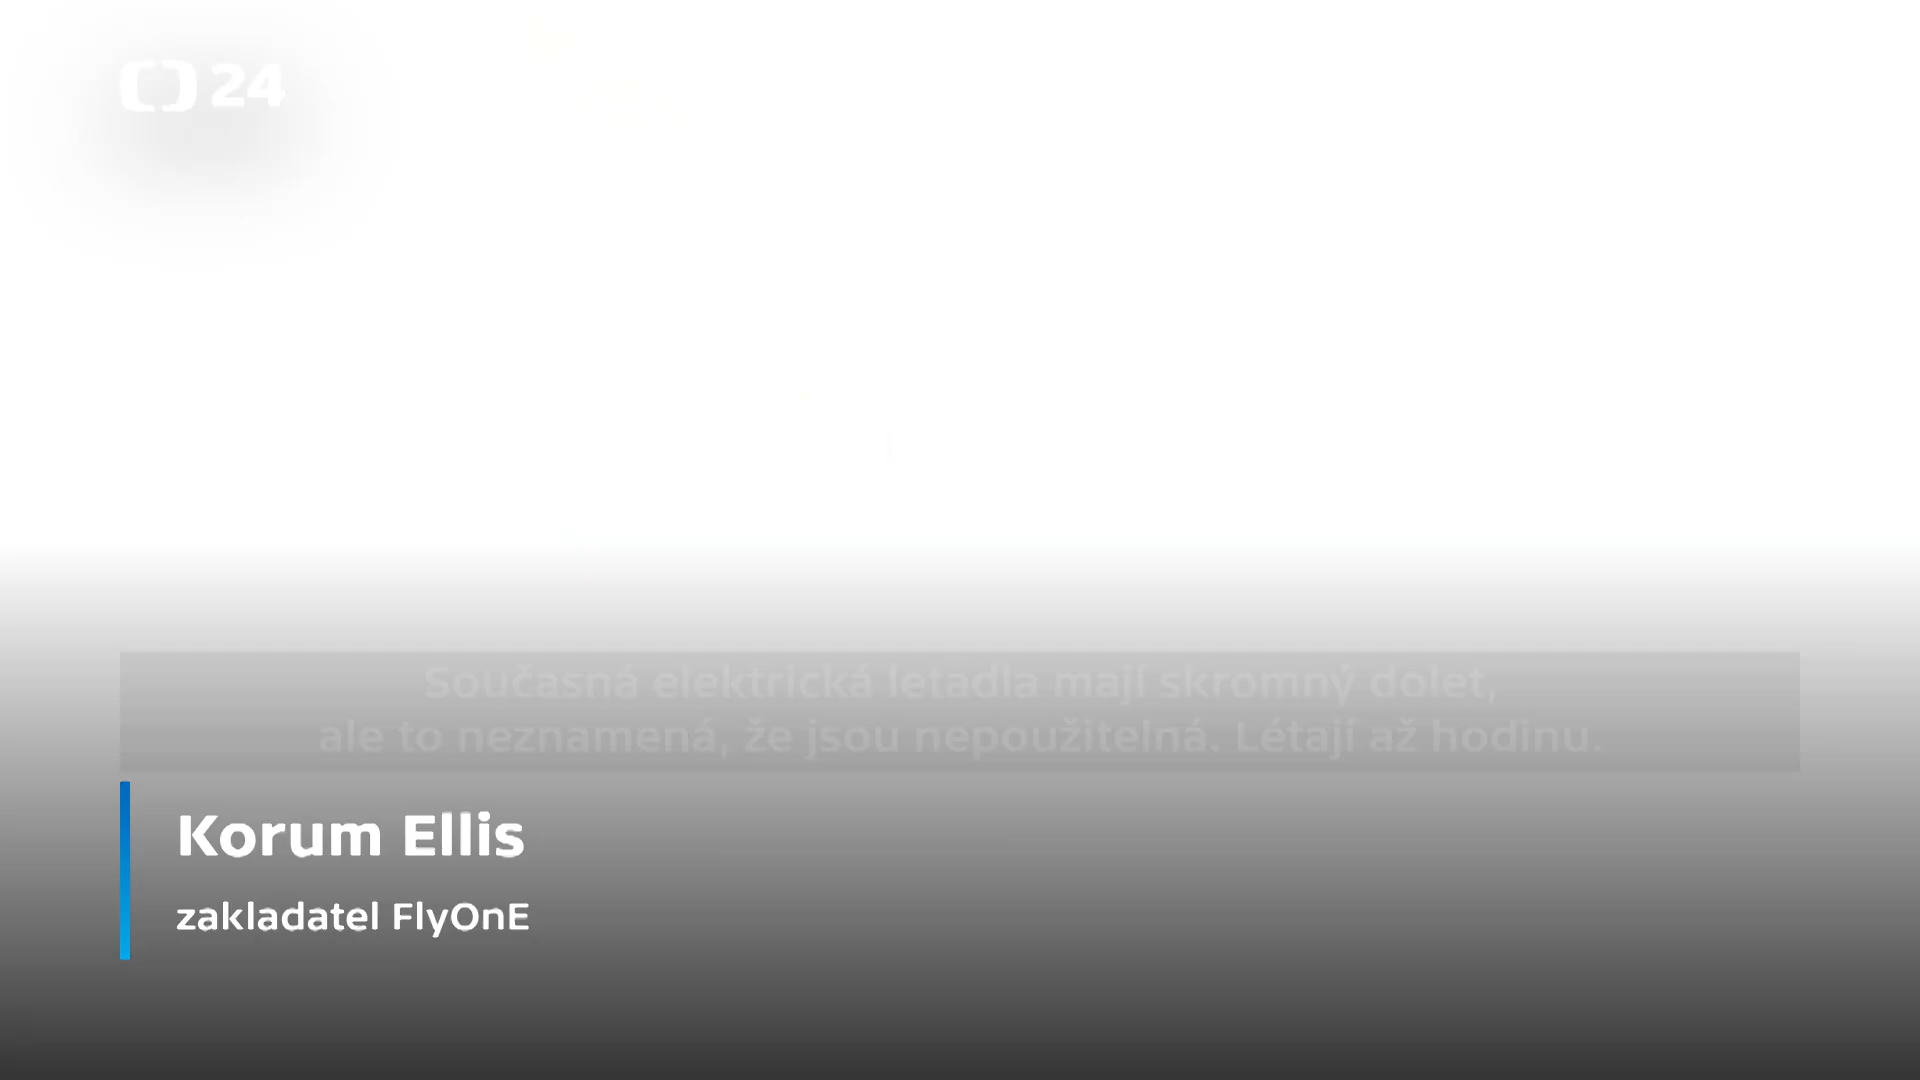 24
Současná elektrická letadla mají skromný dolet,
ale to neznamená, že jsou nepoužitelná. Létají až hodinu.
Korum Ellis
zakladatel FlyOnE